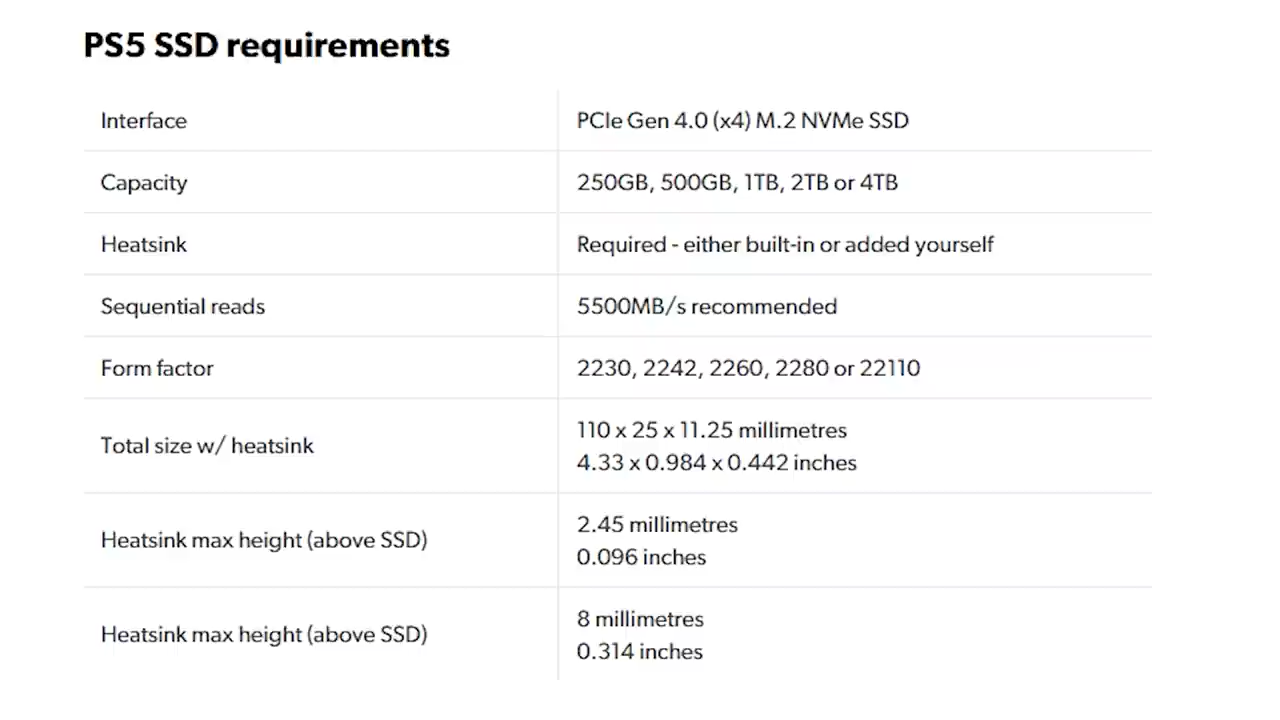 PS5 SSD requirements
Interface
PCIe Gen 4.0 (x4) M.2 NVMe SSD
Capacity
250GB, 500GB, 1TB, 2TB or 4TB
Heatsink
Required - either built-in or added yourself
Sequential reads
5500MB/s recommended
Form factor
2230, 2242, 2260, 2280 or 22110
Total size w/ heatsink
110 x 25 x 11.25 millimetres
4.33 x 0.984 x 0.442 inches
Heatsink max height (above SSD)
2.45 millimetres
0.096 inches
Heatsink max height (above SSD)
8 millimetres
0.314 inches